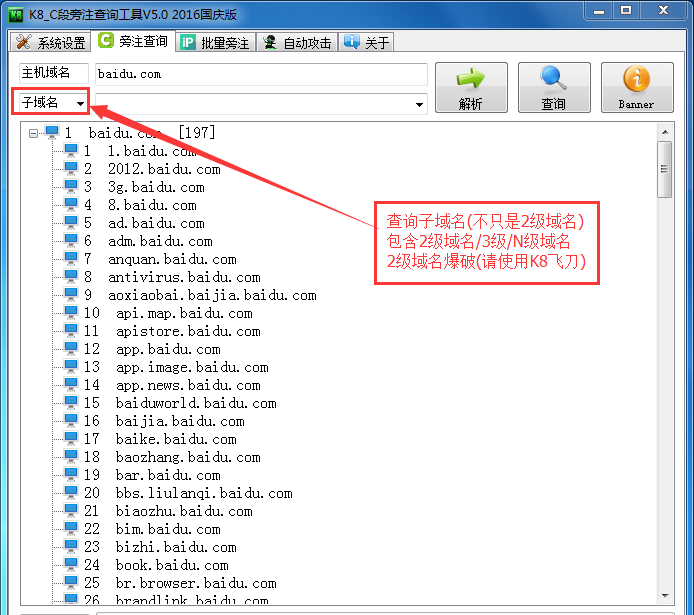 K8_C段旁注查询工具V5.0 2016国庆版
系统设置 旁注查询 批量旁注 自动攻击 关于
主机域名 baidu.com
子域名
解析 查询 Banner
1 baidu.com [197]
1 1.baidu.com
2 2012.baidu.com
3 3g.baidu.com
4 8.baidu.com
5 ad.baidu.com
6 adm.baidu.com
7 anquan.baidu.com
8 antivirus.baidu.com
9 aoxiaobai.baijia.baidu.com
10 api.map.baidu.com
11 apistore.baidu.com
12 app.baidu.com
13 app.image.baidu.com
14 app.news.baidu.com
15 baiduworld.baidu.com
16 baijia.baidu.com
17 baike.baidu.com
18 baozhang.baidu.com
19 bar.baidu.com
20 bbs.liulanqi.baidu.com
21 biaozhu.baidu.com
22 bim.baidu.com
23 bizhi.baidu.com
24 book.baidu.com
25 br.browser.baidu.com
26 brandlink.baidu.com
查询子域名(不只是2级域名)
包含2级域名/3级/N级域名
2级域名爆破(请使用K8飞刀)